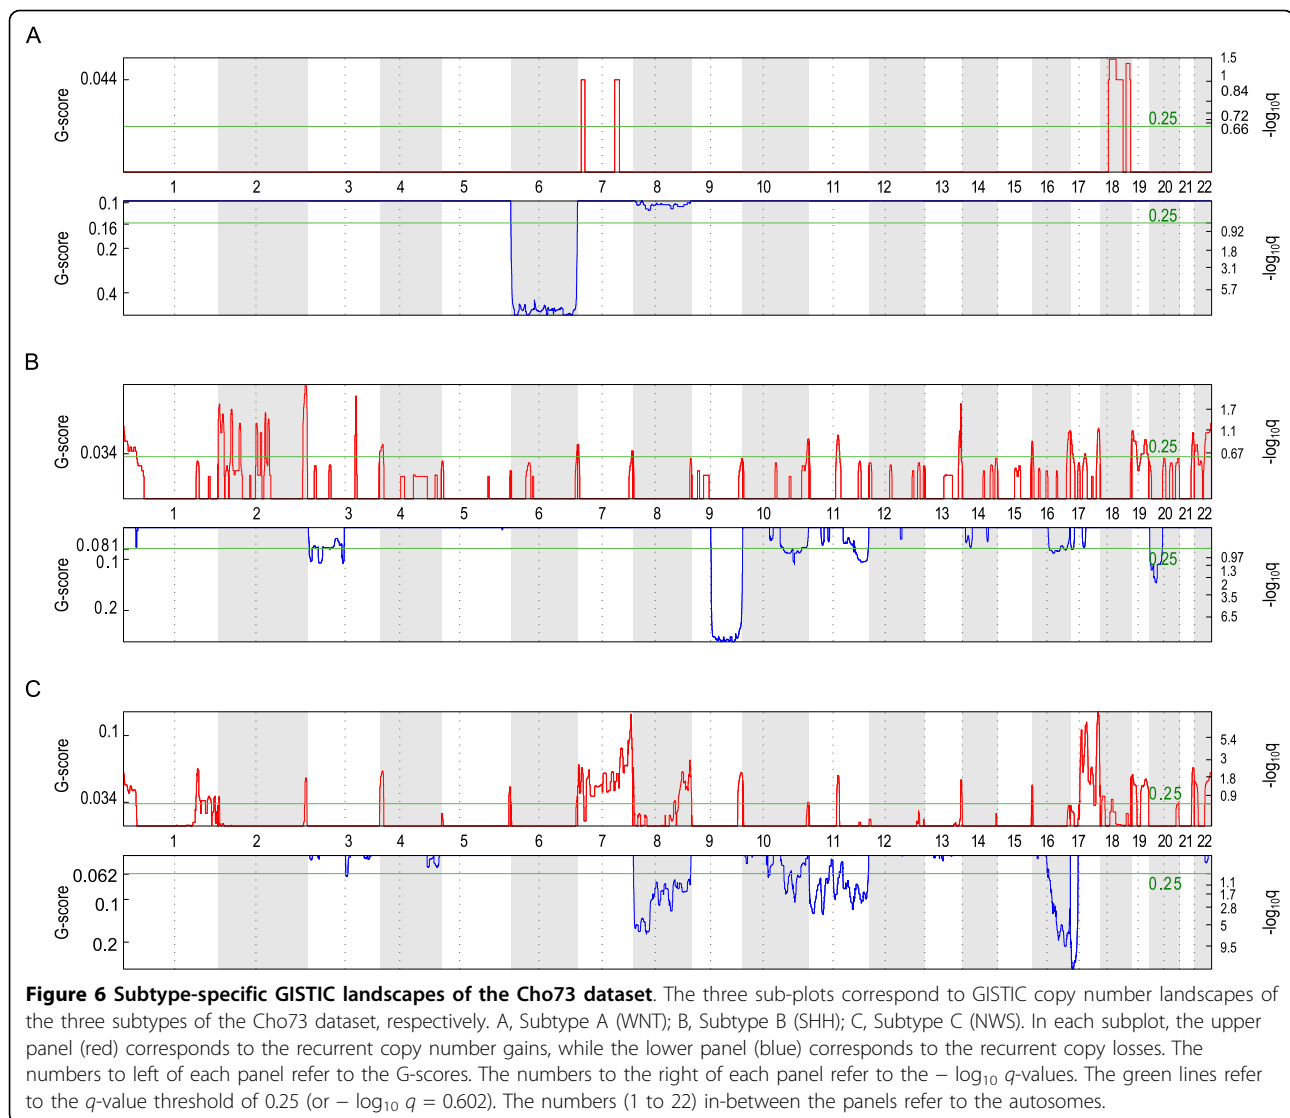 A
G-score
0.044
0.25
1.5
1
0.84
0.72
0.66
-log10q
1 2 3 4 5 6 7 8 9 10 11 12 13 14 15 16 17 18 19 20 21 22
G-score
0.1
0.16
0.2
0.4
0.25
0.92
1.8
3.1
5.7
-log10q
B
G-score
0.034
0.25
1.7
1.1
0.67
-log10q
1 2 3 4 5 6 7 8 9 10 11 12 13 14 15 16 17 18 19 20 21 22
G-score
0.081
0.1
0.2
0.25
0.97
1.3
2
3.5
6.5
-log10q
C
G-score
0.1
0.034
0.25
5.4
3
1.8
0.9
-log10q
1 2 3 4 5 6 7 8 9 10 11 12 13 14 15 16 17 18 19 20 21 22
G-score
0.062
0.1
0.2
0.25
1.1
1.7
2.8
5
9.5
-log10q
Figure 6 Subtype-specific GISTIC landscapes of the Cho73 dataset. The three sub-plots correspond to GISTIC copy number landscapes of
the three subtypes of the Cho73 dataset, respectively. A, Subtype A (WNT); B, Subtype B (SHH); C, Subtype C (NWS). In each subplot, the upper
panel (red) corresponds to the recurrent copy number gains, while the lower panel (blue) corresponds to the recurrent copy losses. The
numbers to left of each panel refer to the G-scores. The numbers to the right of each panel refer to the − log10 q-values. The green lines refer
to the q-value threshold of 0.25 (or − log10 q = 0.602). The numbers (1 to 22) in-between the panels refer to the autosomes.